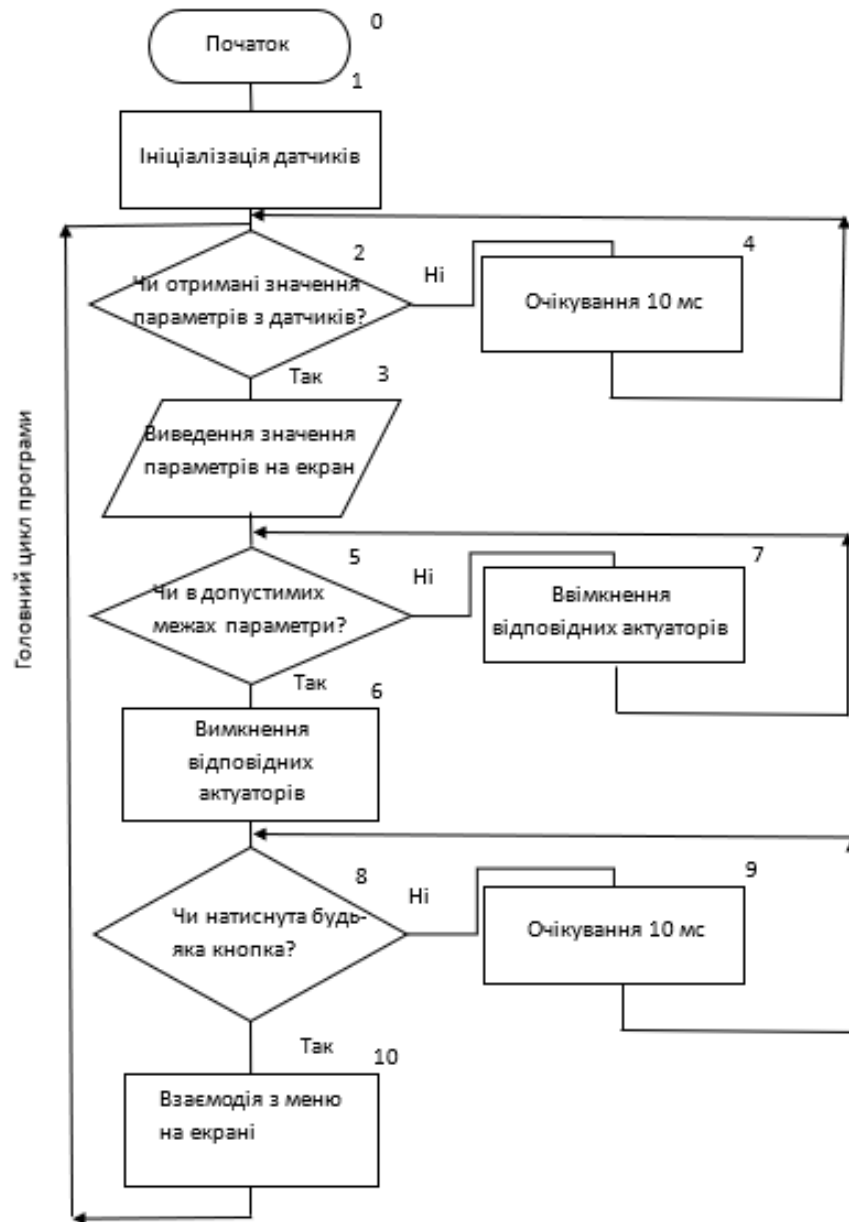 0
Початок
1
Ініціалізація датчиків
2
Чи отримані значення
параметрів з датчиків?
Ні
4
Очікування 10 мс
Так
3
Виведення значення
параметрів на екран
Головний цикл програми
5
Чи в допустимих
межах параметри?
Ні
7
Ввімкнення
відповідних актуаторів
Так
6
Вимкнення
відповідних
актуаторів
8
Чи натиснута будь-
яка кнопка?
Ні
9
Очікування 10 мс
Так
10
Взаємодія з меню
на екрані